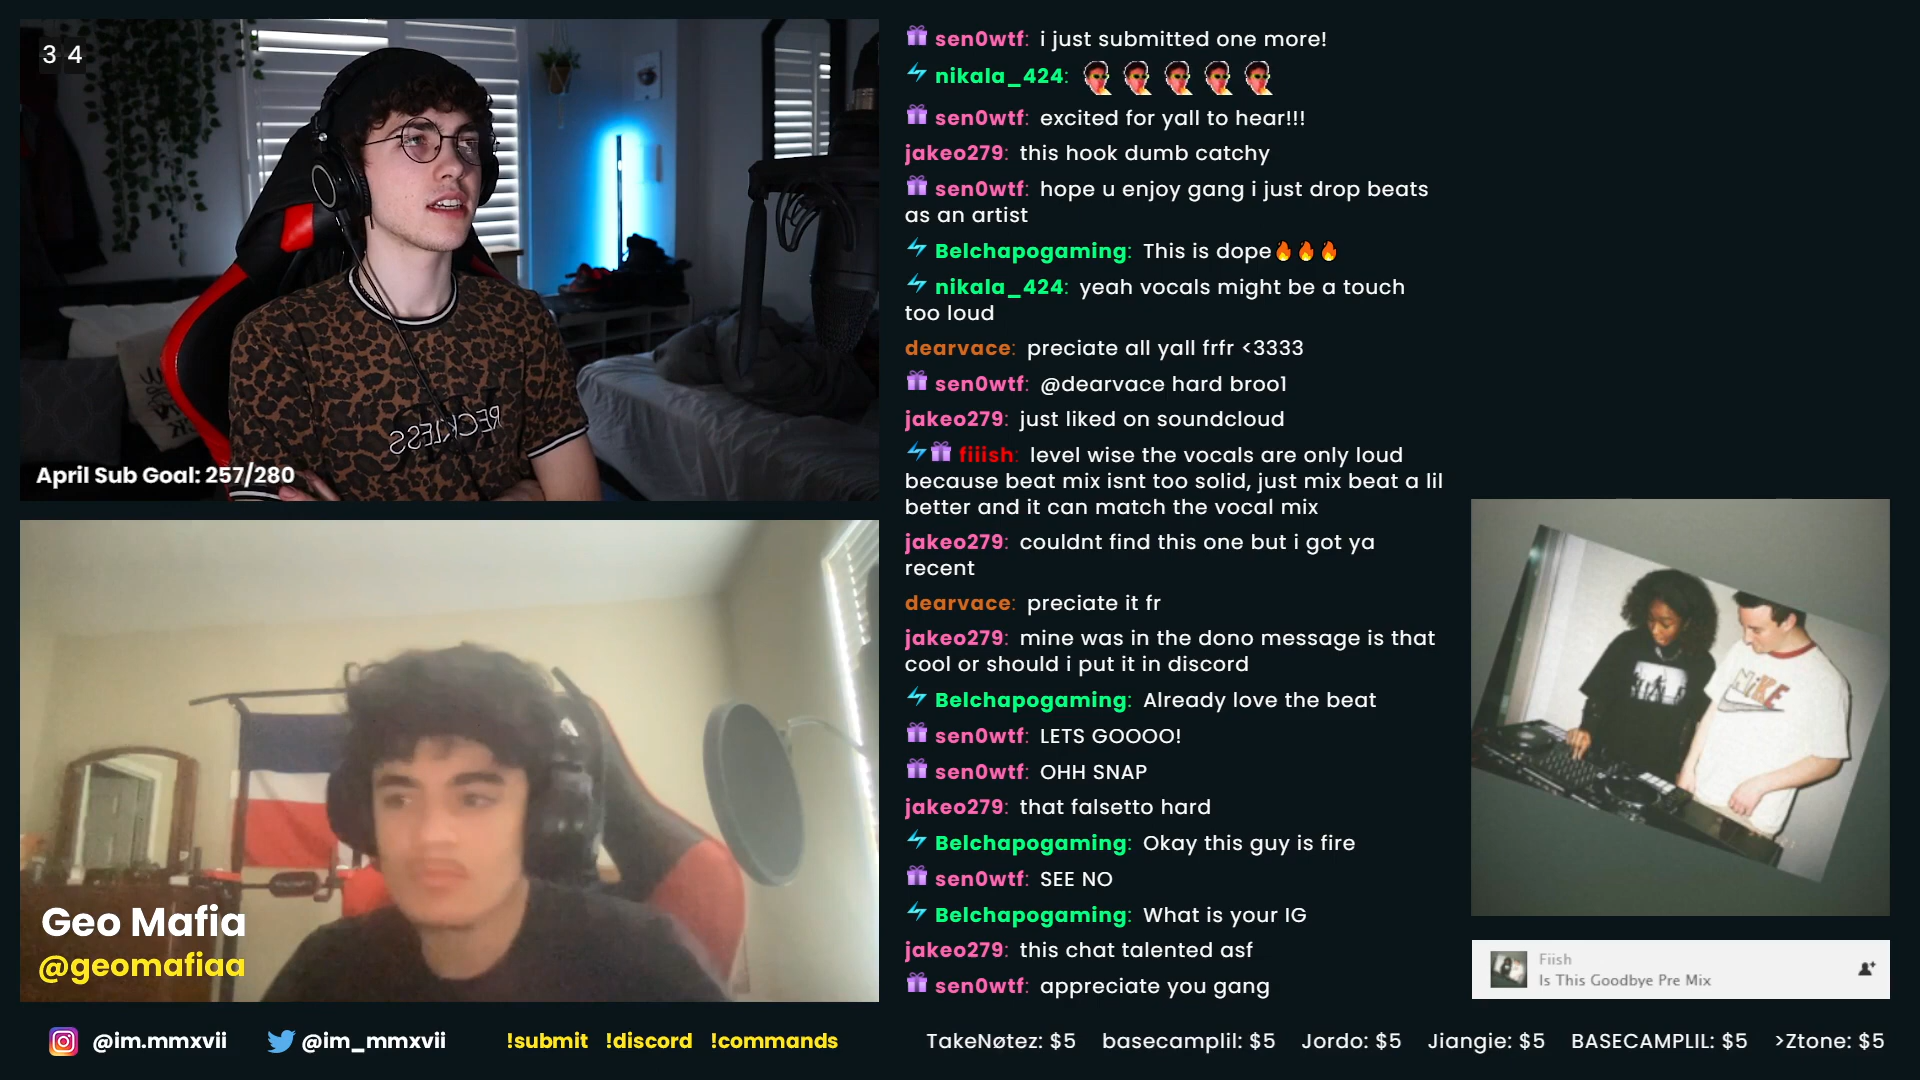 3 4
RECKLESS
April Sub Goal: 257/280
Geo Mafia
@geomafiaa
sen0wtf: i just submitted one more!
nikala_424:
sen0wtf: excited for yall to hear!!!
jakeo279: this hook dumb catchy
sen0wtf: hope u enjoy gang i just drop beats
as an artist
Belchapogaming: This is dope🔥🔥🔥
nikala_424: yeah vocals might be a touch
too loud
dearvace: preciate all yall frfr <3333
sen0wtf: @dearvace hard broo1
jakeo279: just liked on soundcloud
fiiish: level wise the vocals are only loud
because beat mix isnt too solid, just mix beat a lil
better and it can match the vocal mix
jakeo279: couldnt find this one but i got ya
recent
dearvace: preciate it fr
jakeo279: mine was in the dono message is that
cool or should i put it in discord
Belchapogaming: Already love the beat
sen0wtf: LETS GOOOO!
sen0wtf: OHH SNAP
jakeo279: that falsetto hard
Belchapogaming: Okay this guy is fire
sen0wtf: SEE NO
Belchapogaming: What is your IG
jakeo279: this chat talented asf
sen0wtf: appreciate you gang
NIKE
Fiish
Is This Goodbye Pre Mix
@im.mmxvii @im_mmxvii !submit !discord !commands TakeNøtez: $5 basecamplil: $5 Jordo: $5 Jiangie: $5 BASECAMPLIL: $5 >Ztone: $5